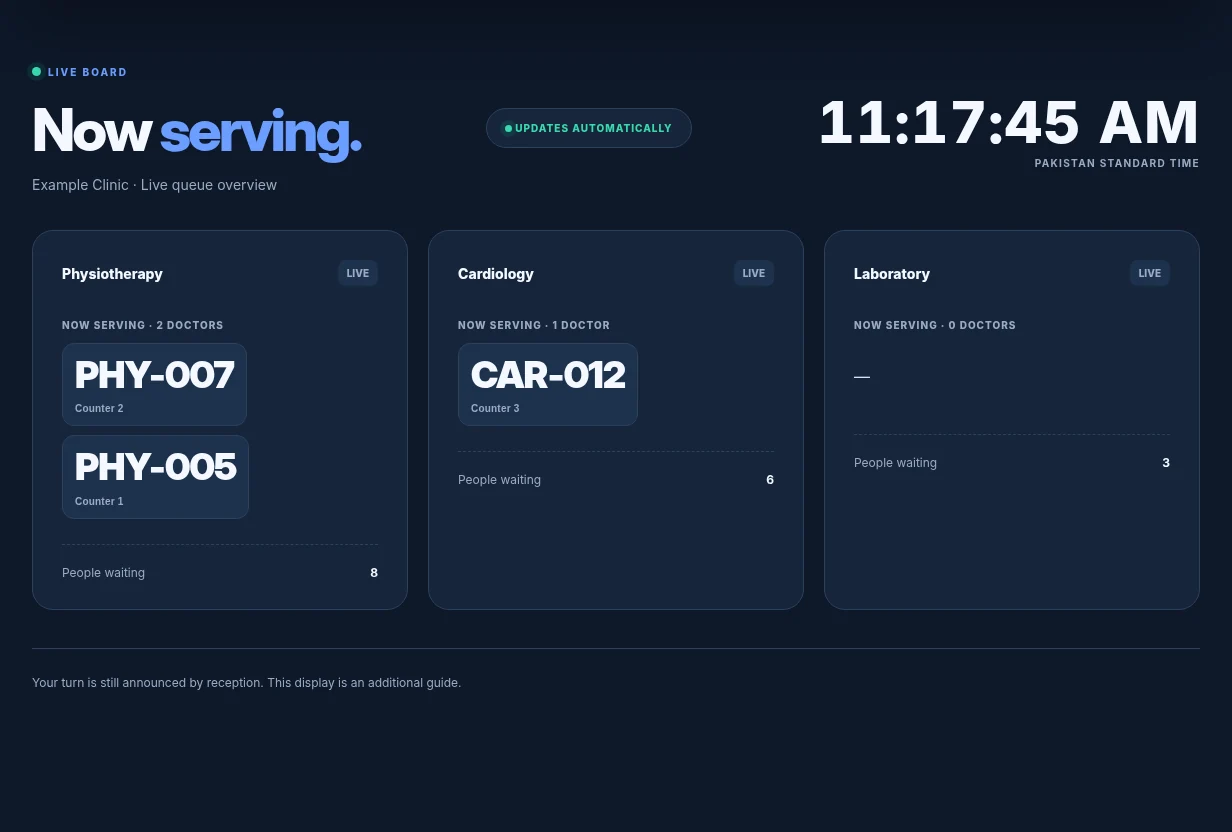 LIVE BOARD
Now serving.
Example Clinic · Live queue overview
UPDATES AUTOMATICALLY
11:17:45 AM
PAKISTAN STANDARD TIME
Physiotherapy
LIVE
NOW SERVING · 2 DOCTORS
PHY-007
Counter 2
PHY-005
Counter 1
People waiting 8
Cardiology
LIVE
NOW SERVING · 1 DOCTOR
CAR-012
Counter 3
People waiting 6
Laboratory
LIVE
NOW SERVING · 0 DOCTORS
—
People waiting 3
Your turn is still announced by reception. This display is an additional guide.